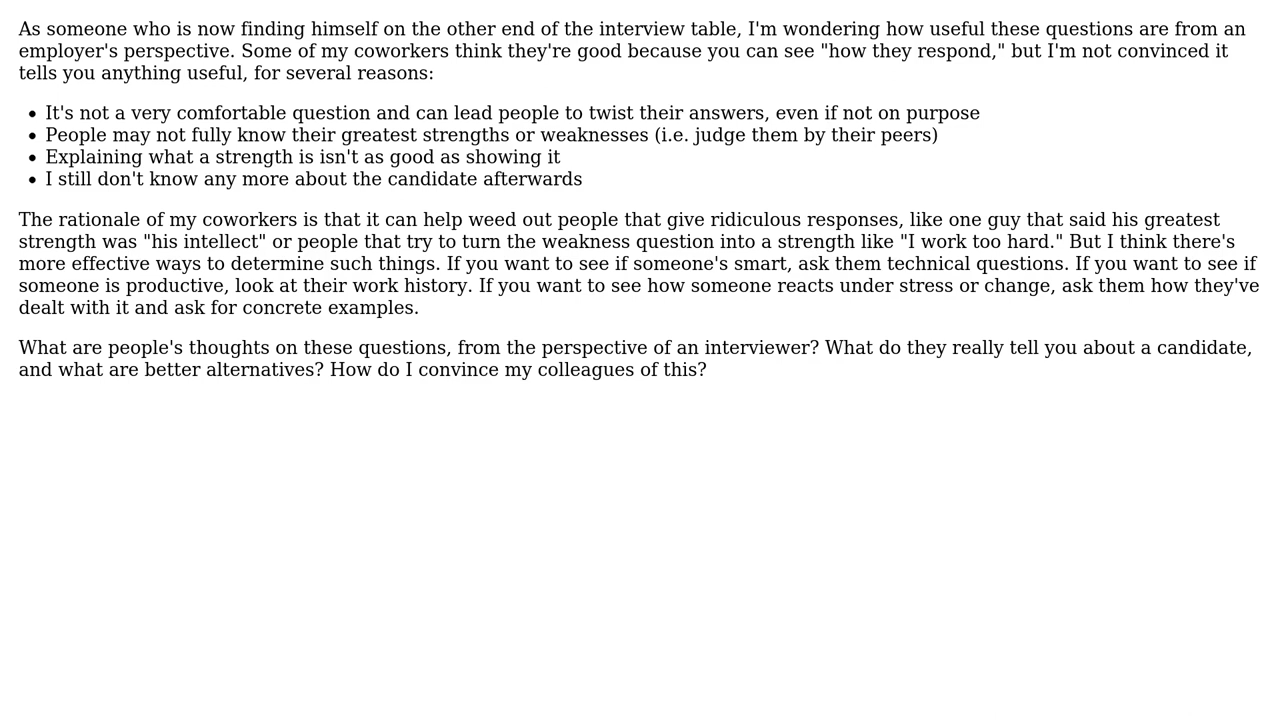 As someone who is now finding himself on the other end of the interview table, I'm wondering how useful these questions are from an
employer's perspective. Some of my coworkers think they're good because you can see "how they respond," but I'm not convinced it
tells you anything useful, for several reasons:
• It's not a very comfortable question and can lead people to twist their answers, even if not on purpose
• People may not fully know their greatest strengths or weaknesses (i.e. judge them by their peers)
• Explaining what a strength is isn't as good as showing it
• I still don't know any more about the candidate afterwards
The rationale of my coworkers is that it can help weed out people that give ridiculous responses, like one guy that said his greatest
strength was "his intellect" or people that try to turn the weakness question into a strength like "I work too hard." But I think there's
more effective ways to determine such things. If you want to see if someone's smart, ask them technical questions. If you want to see if
someone is productive, look at their work history. If you want to see how someone reacts under stress or change, ask them how they've
dealt with it and ask for concrete examples.
What are people's thoughts on these questions, from the perspective of an interviewer? What do they really tell you about a candidate,
and what are better alternatives? How do I convince my colleagues of this?